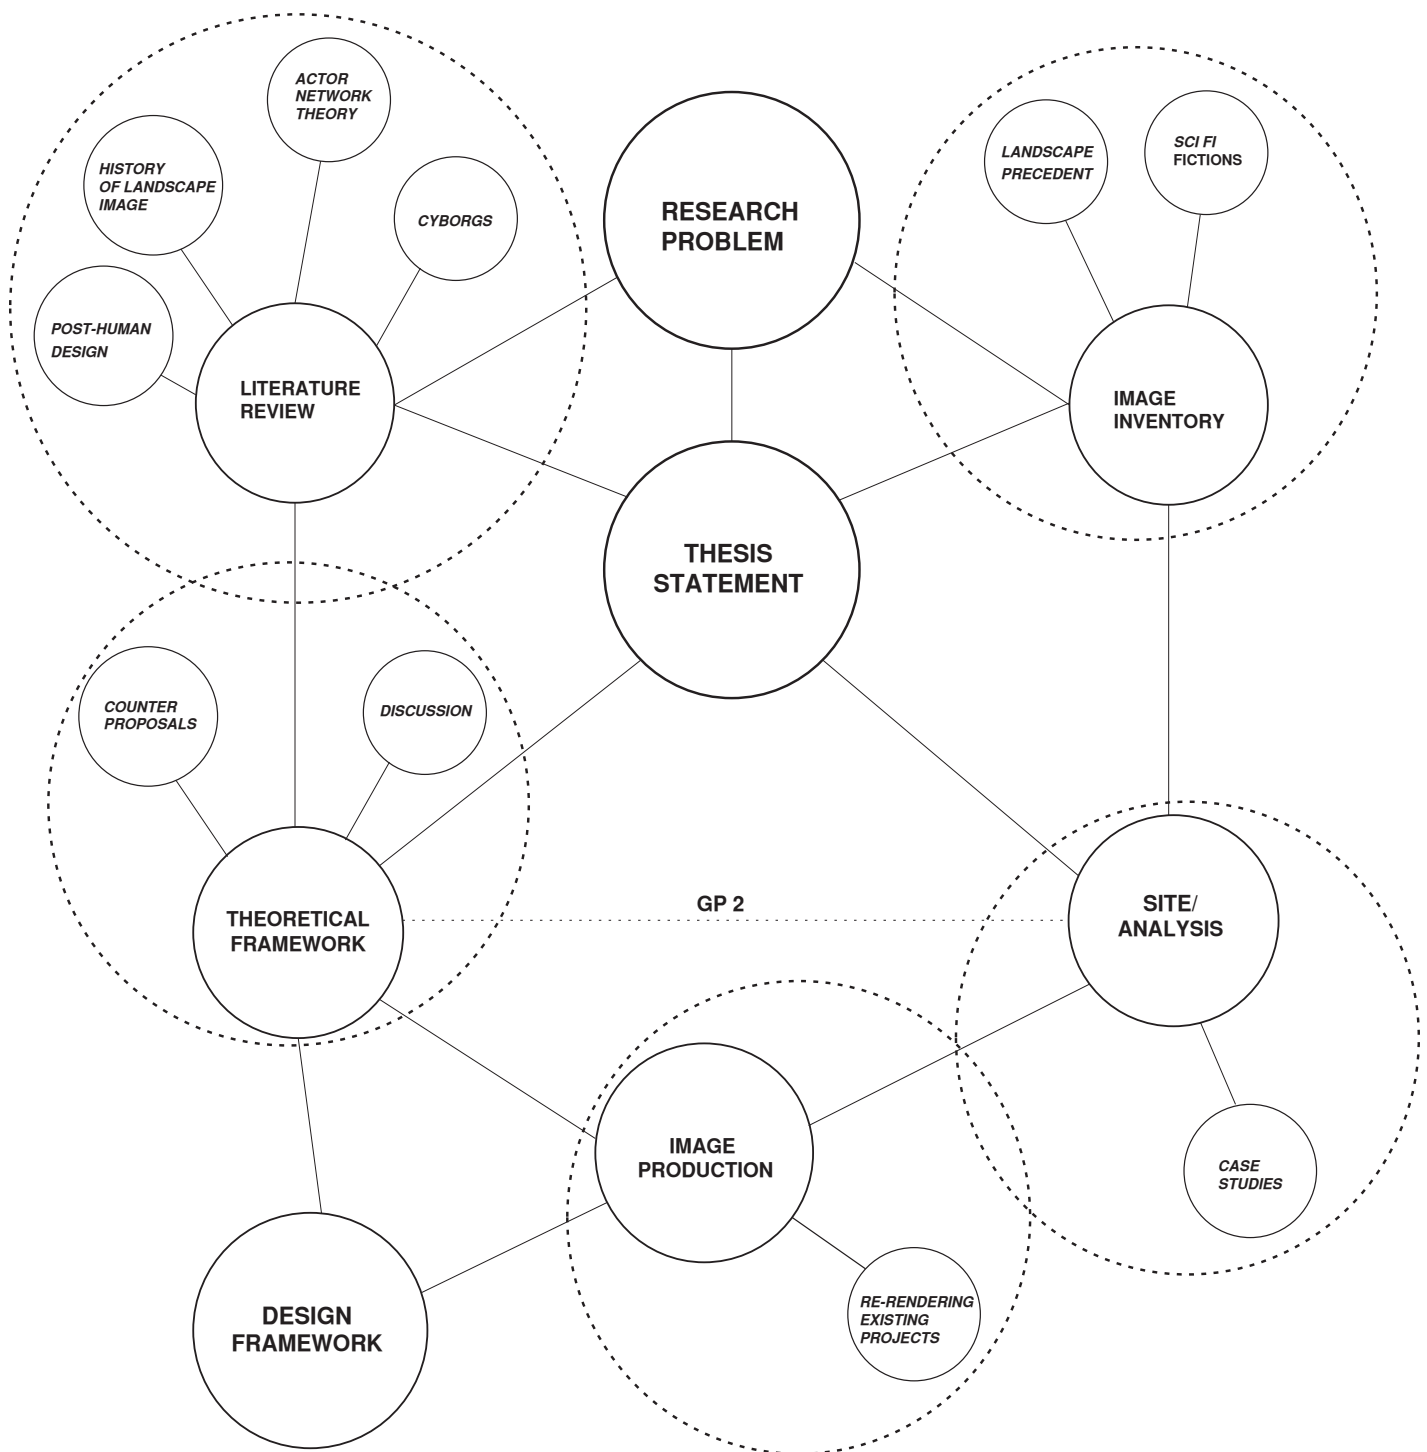 ACTOR
NETWORK
THEORY
HISTORY
OF LANDSCAPE
IMAGE
CYBORGS
POST-HUMAN
DESIGN
LITERATURE
REVIEW
RESEARCH
PROBLEM
LANDSCAPE
PRECEDENT
SCI FI
FICTIONS
IMAGE
INVENTORY
THESIS
STATEMENT
COUNTER
PROPOSALS
DISCUSSION
THEORETICAL
FRAMEWORK
GP 2
SITE/
ANALYSIS
IMAGE
PRODUCTION
CASE
STUDIES
RE-RENDERING
EXISTING
PROJECTS
DESIGN
FRAMEWORK